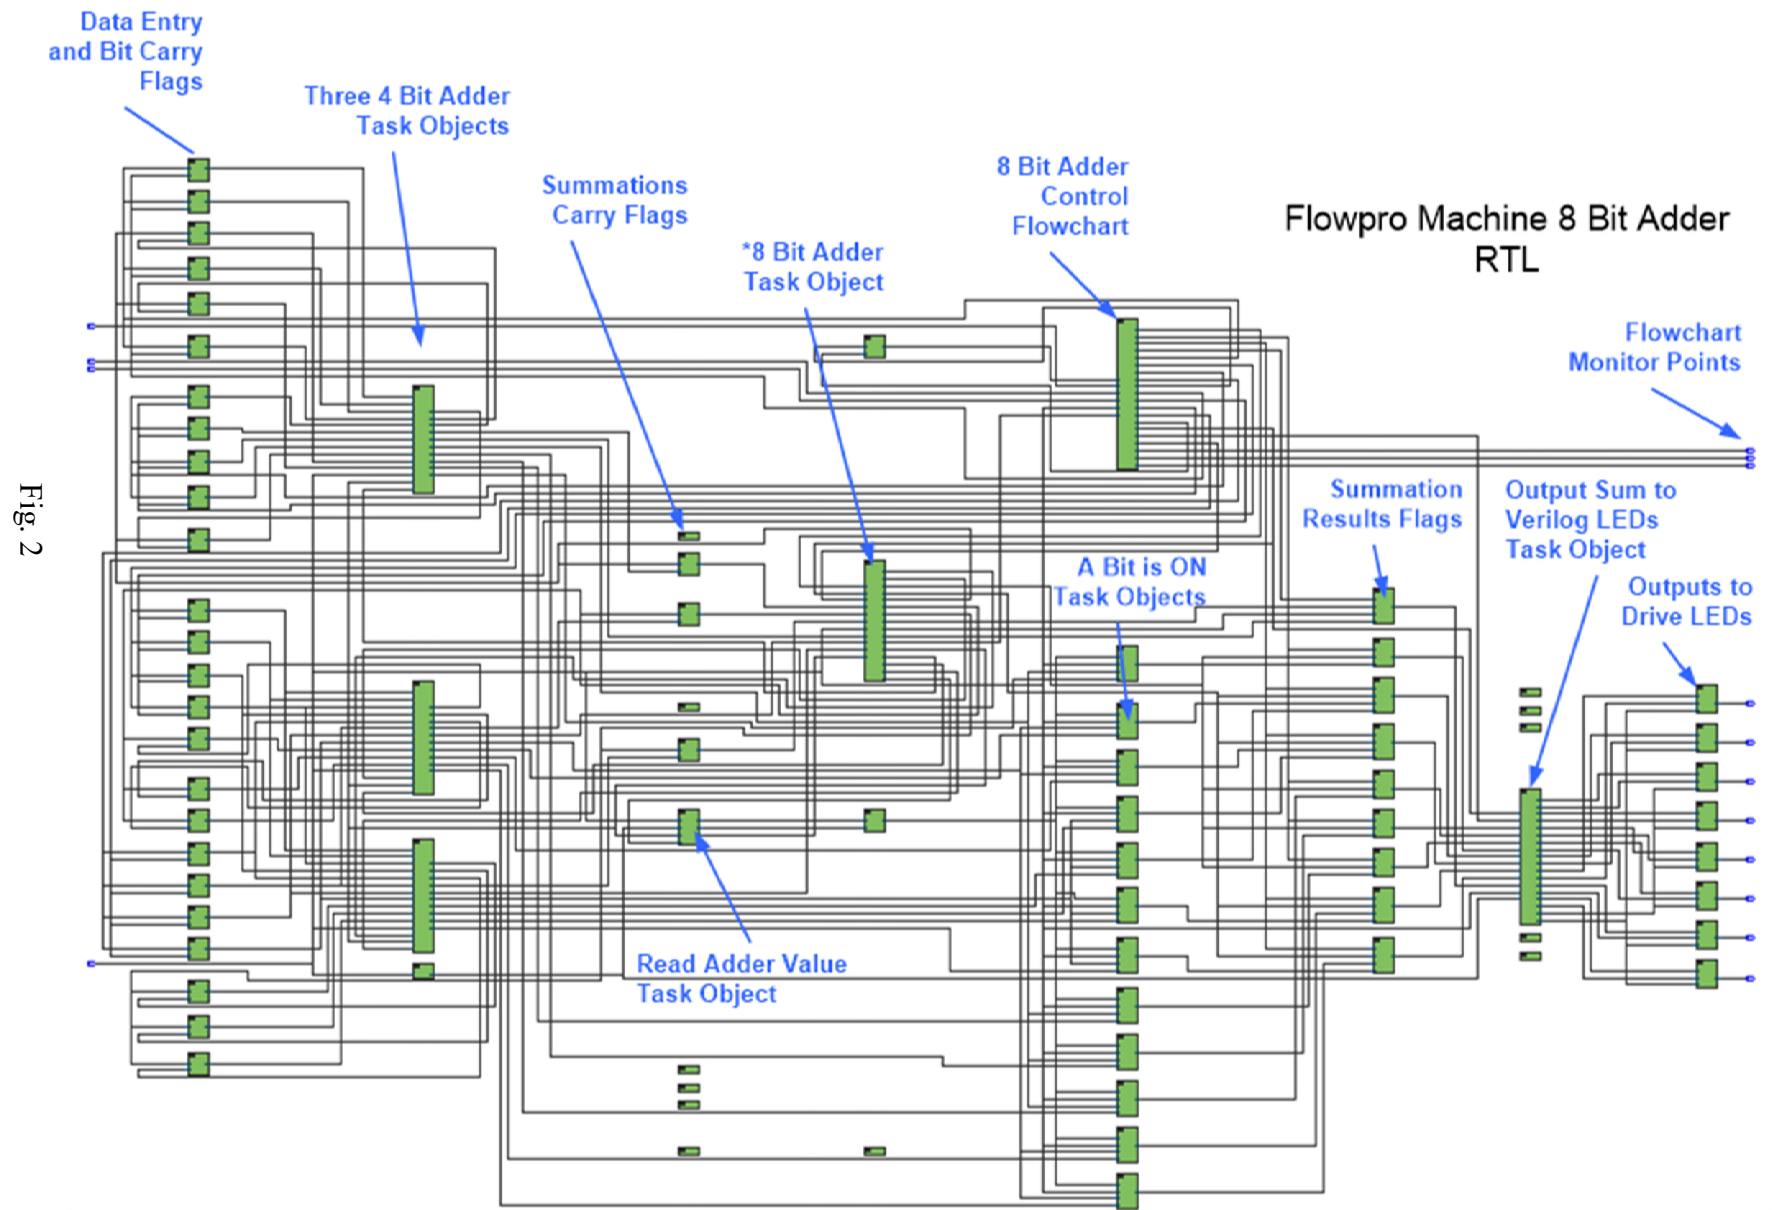 Data Entry
and Bit Carry
Flags
Three 4 Bit Adder
Task Objects
Summations
Carry Flags
*8 Bit Adder
Task Object
8 Bit Adder
Control
Flowchart
Flowpro Machine 8 Bit Adder
RTL
Flowchart
Monitor Points
Summation
Results Flags
Output Sum to
Verilog LEDs
Task Object
A Bit is ON
Task Objects
Outputs to
Drive LEDs
Read Adder Value
Task Object
Fig. 2